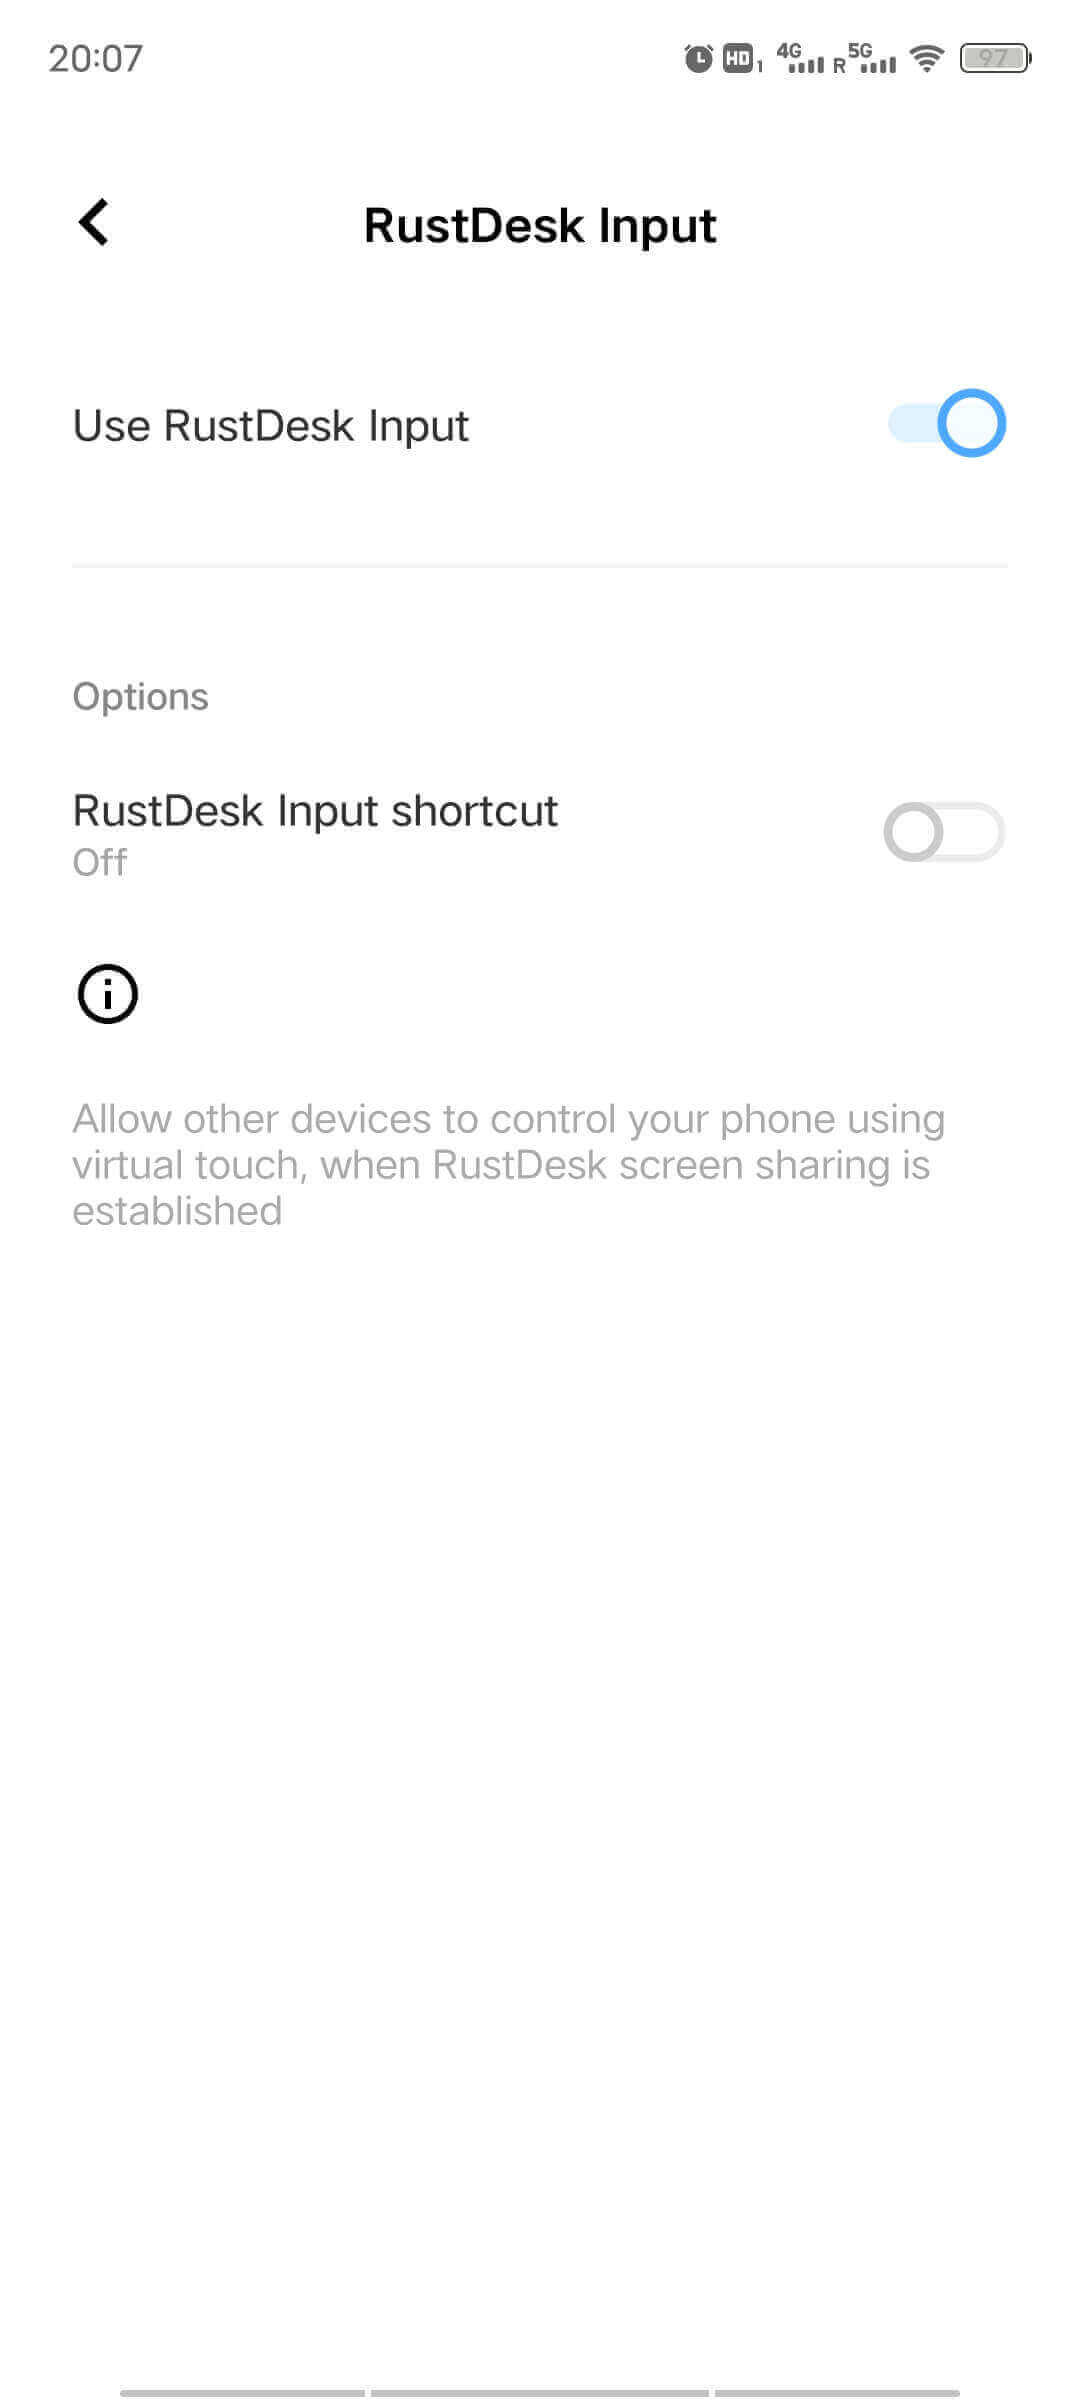 20:07
HD 1 4G R 5G 97
RustDesk Input
Use RustDesk Input
Options
RustDesk Input shortcut
Off
Allow other devices to control your phone using
virtual touch, when RustDesk screen sharing is
established